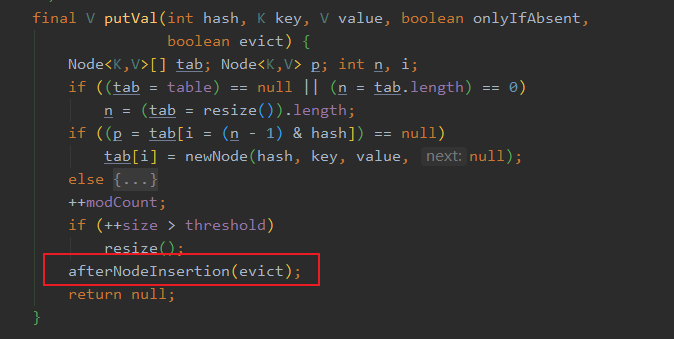 final V putVal(int hash, K key, V value, boolean onlyIfAbsent,
boolean evict) {
Node<K,V>[] tab; Node<K,V> p; int n, i;
if ((tab = table) == null || (n = tab.length) == 0)
n = (tab = resize()).length;
if ((p = tab[i = (n - 1) & hash]) == null)
tab[i] = newNode(hash, key, value, next: null);
else {...}
++modCount;
if (++size > threshold)
resize();
afterNodeInsertion(evict);
return null;
}